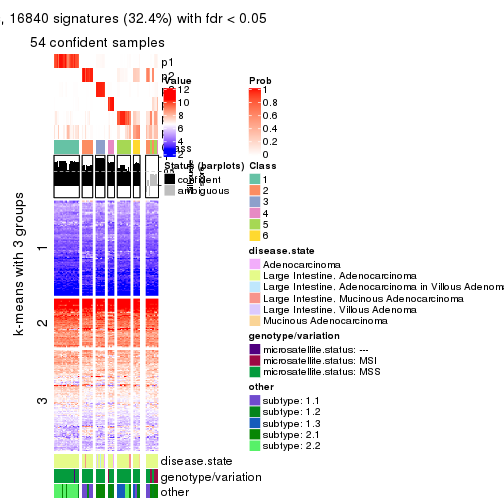 , 16840 signatures (32.4%) with fdr < 0.05
54 confident samples
p1
p2
Value
12
10
8
6
4
2
Prob
1
0.8
0.6
0.4
0.2
0
Status (barplots)
confident
ambiguous
Class
1
2
3
4
5
6
k-means with 3 groups
1
2
3
disease.state
Adenocarcinoma
Large Intestine. Adenocarcinoma
Large Intestine. Adenocarcinoma in Villous Adenom
Large Intestine. Mucinous Adenocarcinoma
Large Intestine. Villous Adenoma
Mucinous Adenocarcinoma
genotype/variation
microsatellite.status: ---
microsatellite.status: MSI
microsatellite.status: MSS
other
subtype: 1.1
subtype: 1.2
subtype: 1.3
subtype: 2.1
subtype: 2.2
disease.state
genotype/variation
other